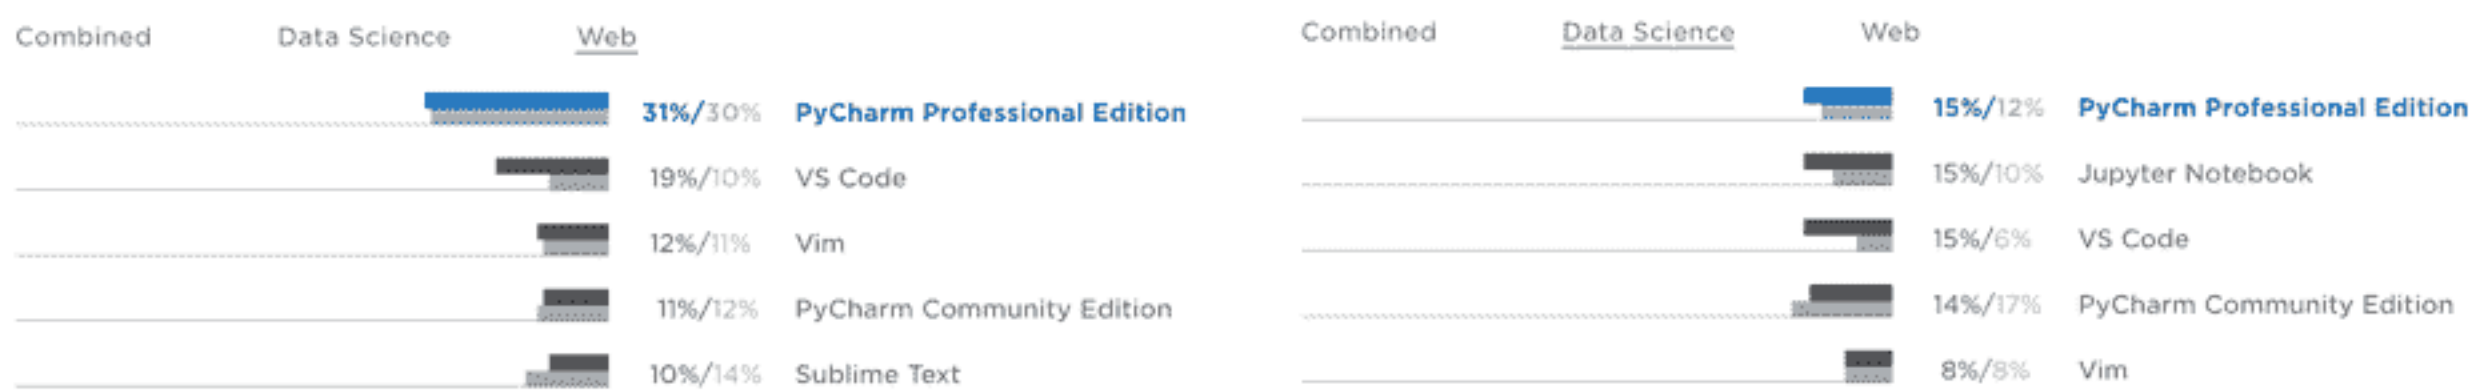 Combined Data Science Web
31%/30% PyCharm Professional Edition
19%/10% VS Code
12%/11% Vim
11%/12% PyCharm Community Edition
10%/14% Sublime Text
Combined Data Science Web
15%/12% PyCharm Professional Edition
15%/10% Jupyter Notebook
15%/6% VS Code
14%/17% PyCharm Community Edition
8%/8% Vim